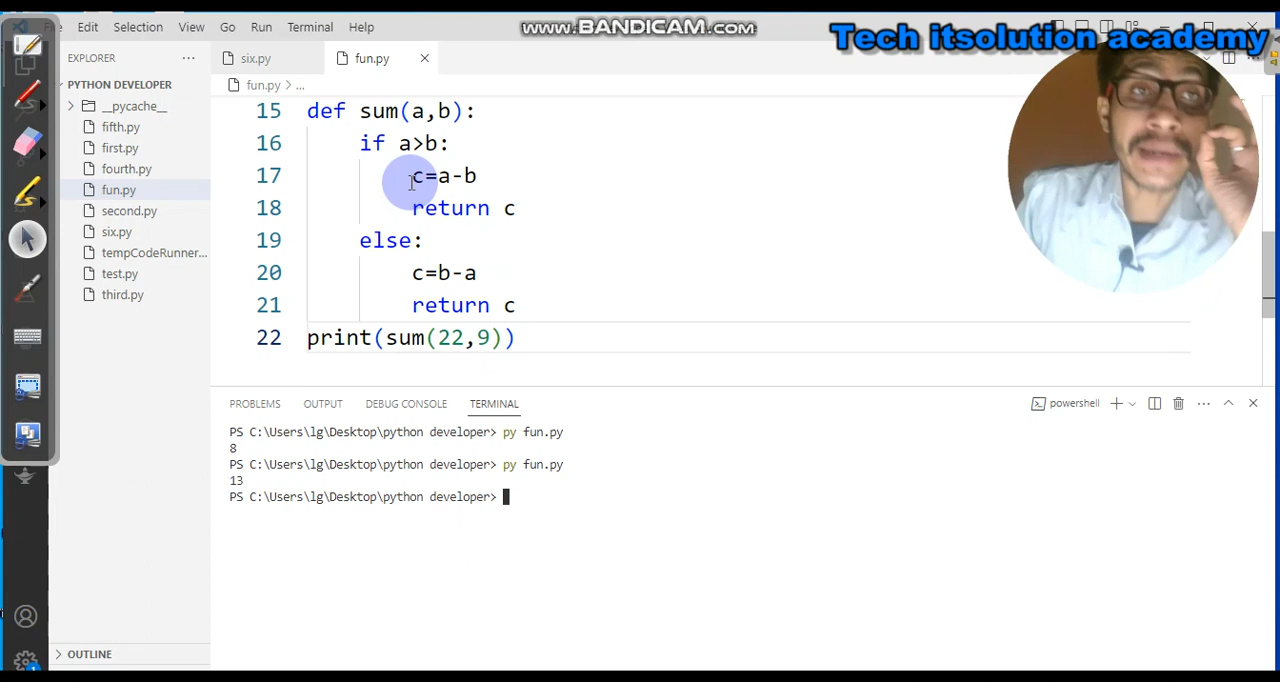 www.BANDICAM.com
Tech itsolution academy
Edit Selection View Go Run Terminal Help
EXPLORER
six.py
fun.py
PYTHON DEVELOPER
fun.py > ...
__pycache__
fifth.py
first.py
fourth.py
fun.py
second.py
six.py
tempCodeRunner...
test.py
third.py
15 def sum(a,b):
16 if a>b:
17 c=a-b
18 return c
19 else:
20 c=b-a
21 return c
22 print(sum(22,9))
PROBLEMS OUTPUT DEBUG CONSOLE TERMINAL
powershell
PS C:\Users\lg\Desktop\python developer> py fun.py
8
PS C:\Users\lg\Desktop\python developer> py fun.py
13
PS C:\Users\lg\Desktop\python developer>
OUTLINE
1